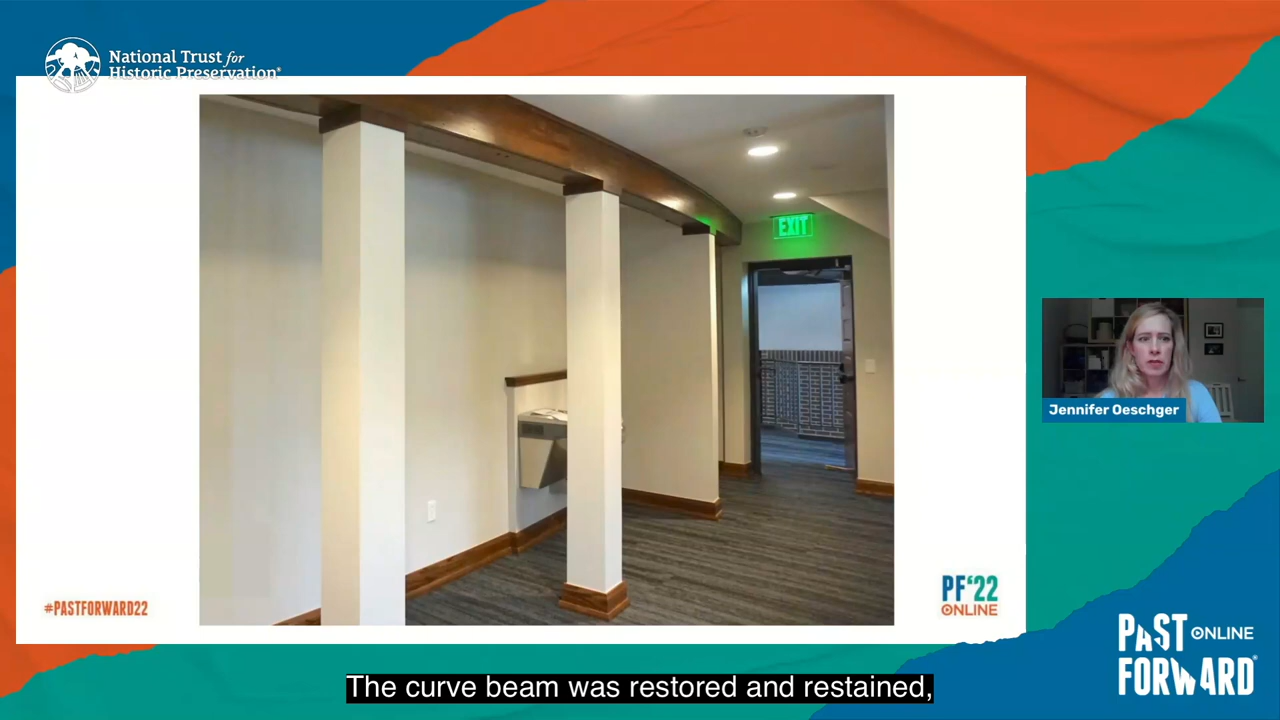 National Trust for
Historic Preservation®
EXIT
Jennifer Oeschger
#PASTFORWARD22
PF'22
ONLINE
PAST ONLINE
FORWARD®
The curve beam was restored and restained,